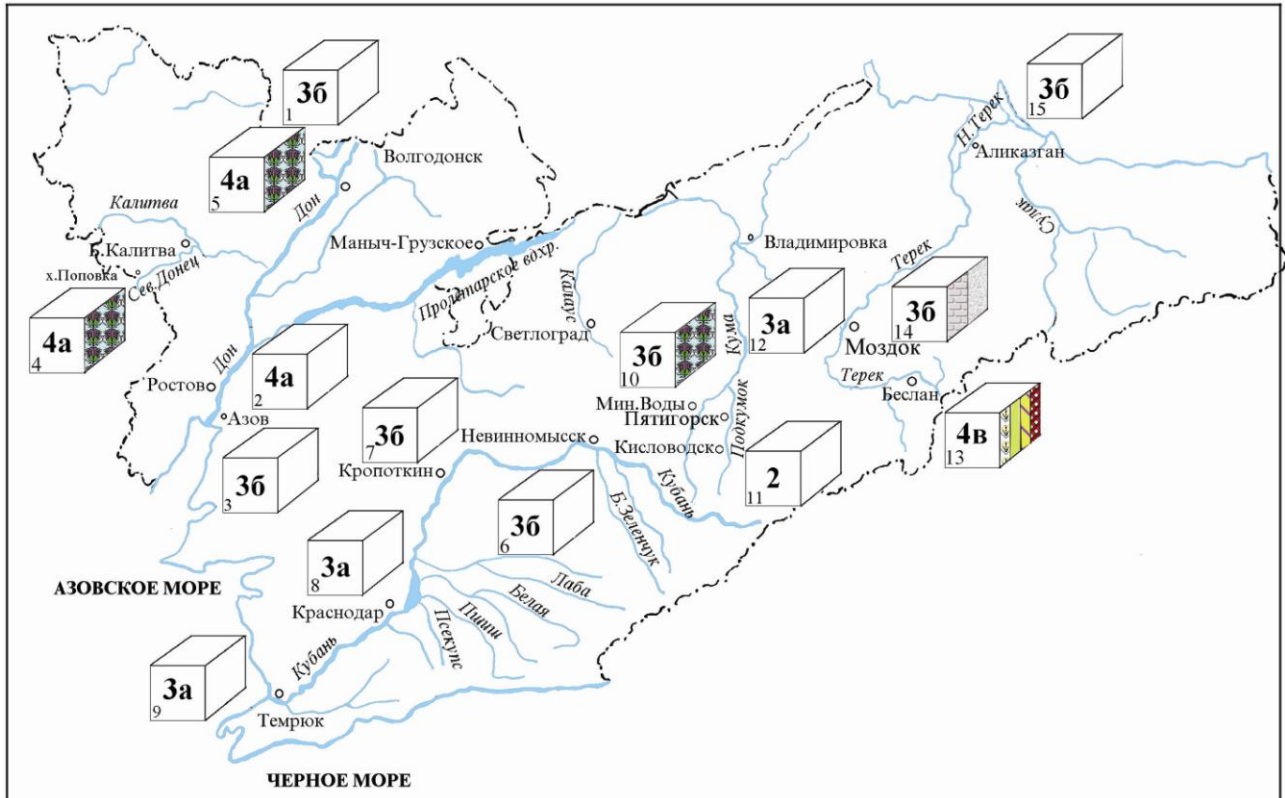 3б
1
3б
15
Н.Терек
Аликазган
Волгодонск
4а
5
Дон
Калитва
Б.Калитва
Маныч-Грузское
Владимировка
Сулак
х.Поповка
Сев.Донец
Пролетарское вдхр.
Терек
Калаус
4а
4
Светлоград
3б
10
Кума
3а
12
3б
14
Моздок
Дон
4а
2
Ростов
Терек
Беслан
Азов
3б
7
Мин.Воды
Пятигорск
Подкумок
4в
13
Невинномысск
Кисловодск
3б
3
Кропоткин
2
11
Кубань
3б
6
Б.Зеленчук
3а
8
АЗОВСКОЕ МОРЕ
Лаба
Белая
Краснодар
Пшиш
Псекупс
Кубань
3а
9
Темрюк
ЧЕРНОЕ МОРЕ